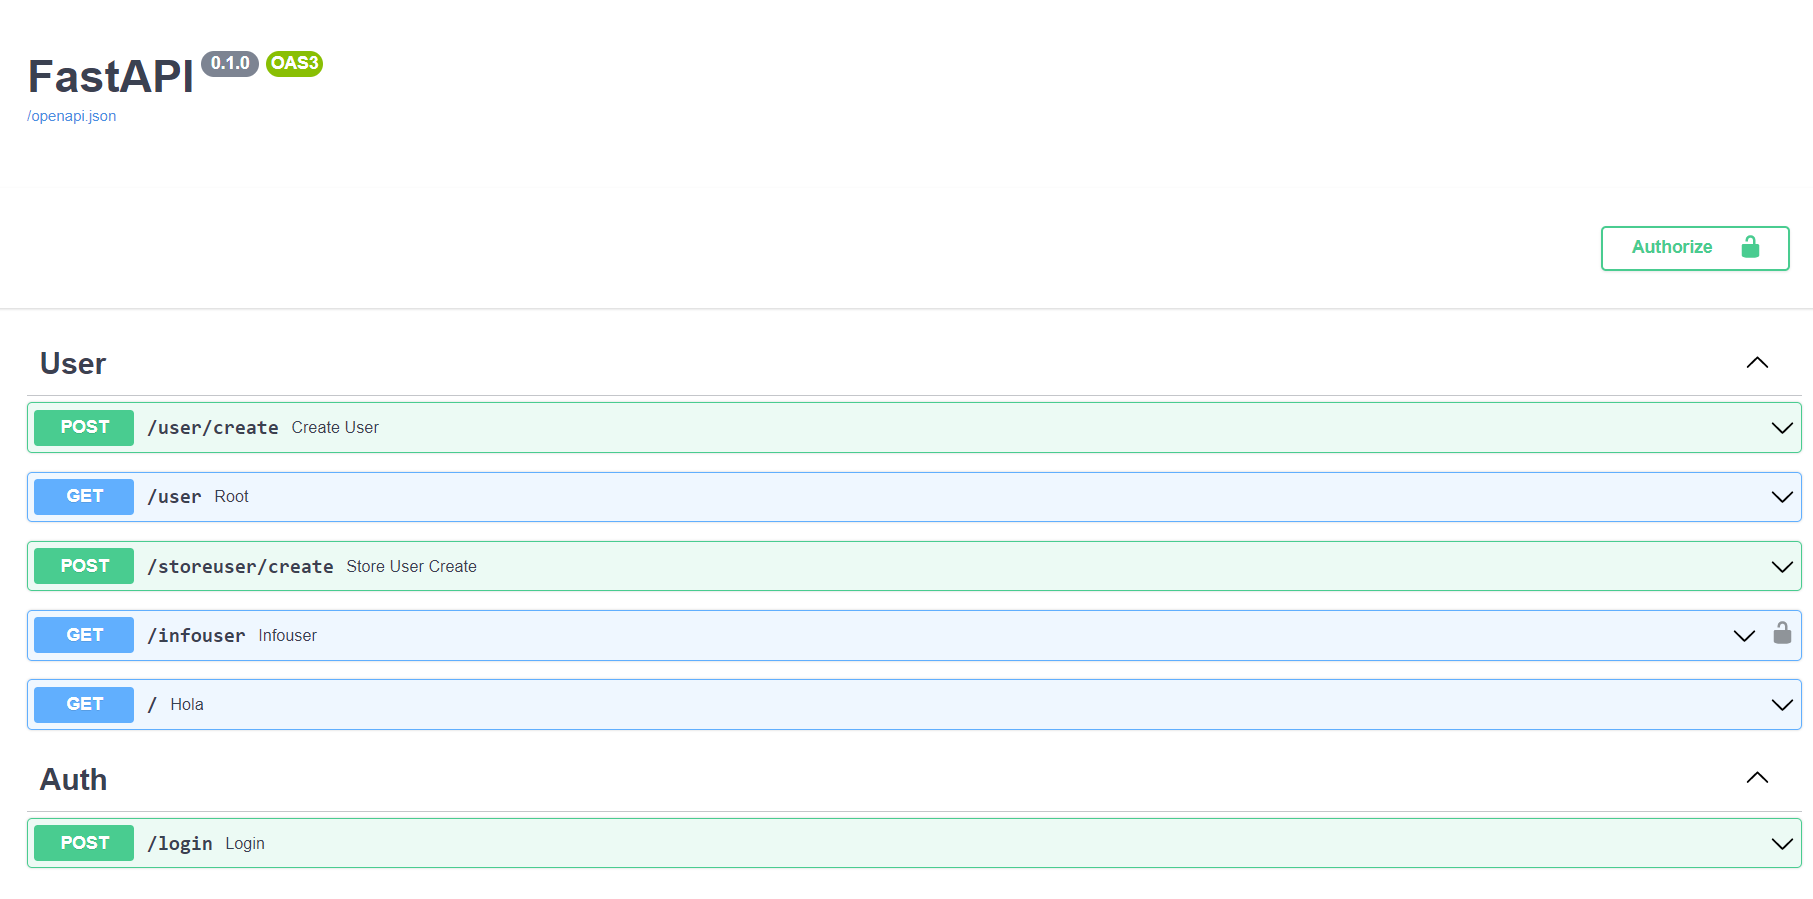 FastAPI 0.1.0 OAS3
/openapi.json
Authorize
User
POST /user/create Create User
GET /user Root
POST /storeuser/create Store User Create
GET /infouser Infouser
GET / Hola
Auth
POST /login Login